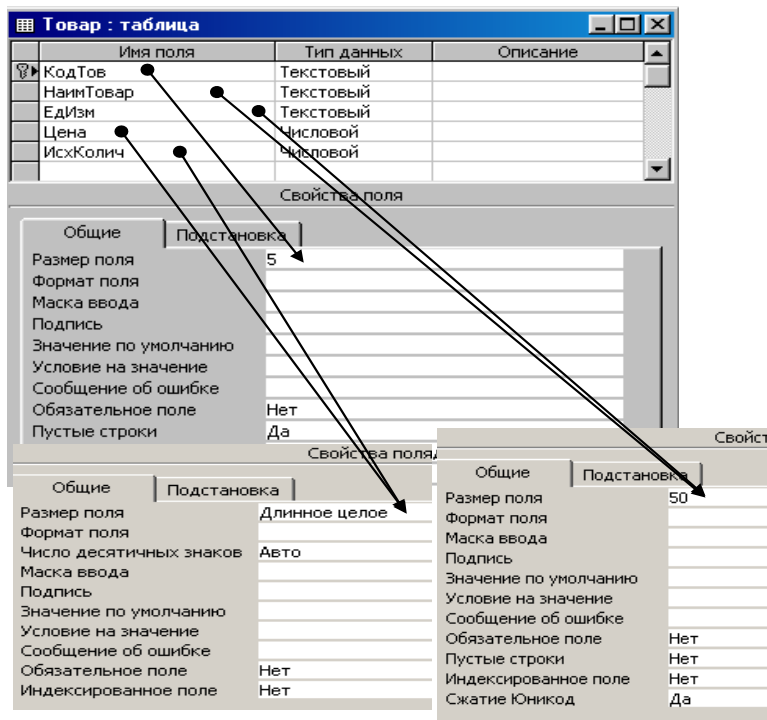 Товар : таблица
Имя поля Тип данных Описание
КодТов Текстовый
НаимТовар Текстовый
ЕдИзм Текстовый
Цена Числовой
ИсхКолич Числовой
Свойства поля
Общие Подстановка
Размер поля 5
Формат поля
Маска ввода
Подпись
Значение по умолчанию
Условие на значение
Сообщение об ошибке
Обязательное поле Нет
Пустые строки Да
Свойства поля
Общие Подстановка
Размер поля Длинное целое
Формат поля
Число десятичных знаков Авто
Маска ввода
Подпись
Значение по умолчанию
Условие на значение
Сообщение об ошибке
Обязательное поле Нет
Индексированное поле Нет
Свойст
Общие Подстановка
Размер поля 50
Формат поля
Маска ввода
Подпись
Значение по умолчанию
Условие на значение
Сообщение об ошибке
Обязательное поле Нет
Пустые строки Нет
Индексированное поле Нет
Сжатие Юникод Да